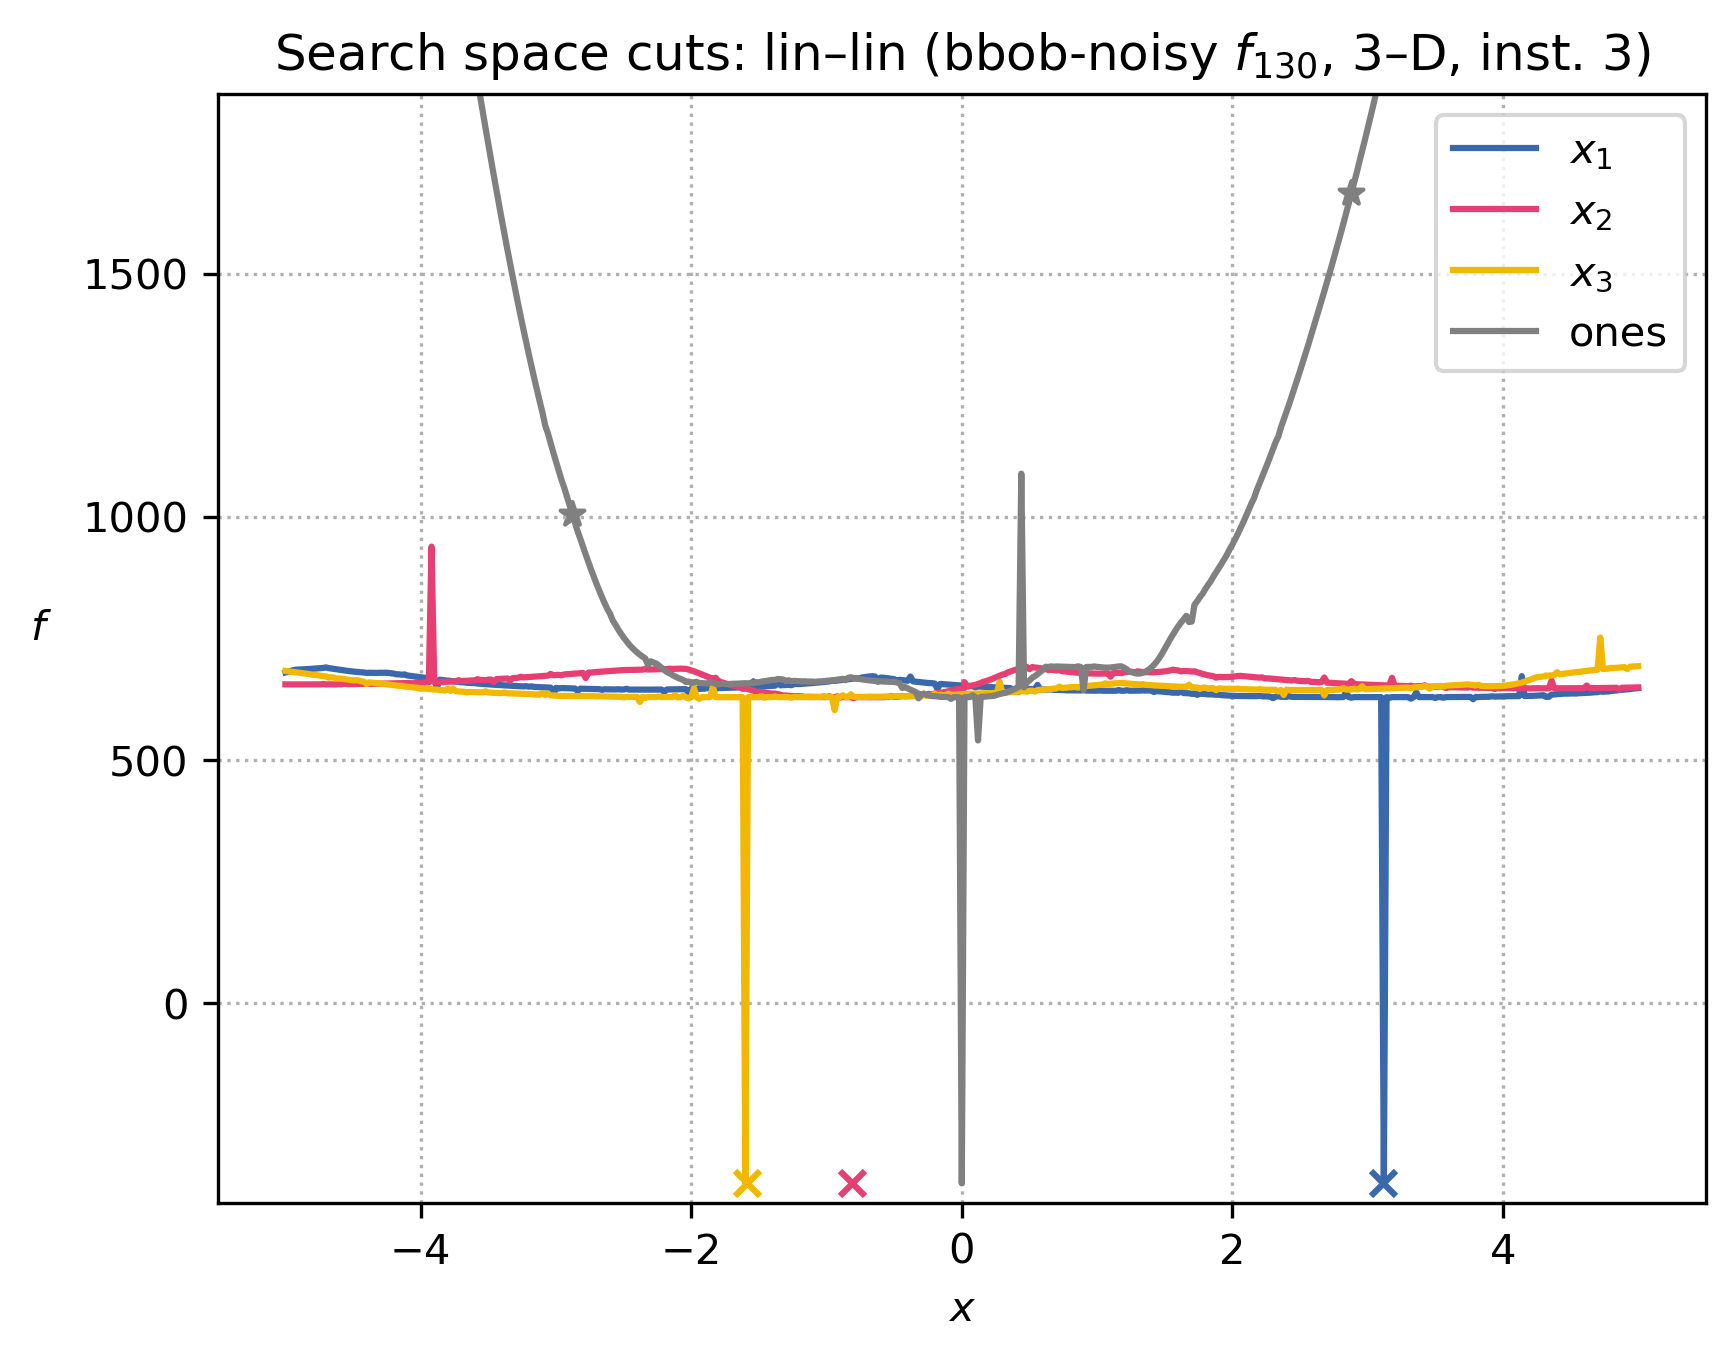 Search space cuts: lin–lin (bbob-noisy f₁₃₀, 3–D, inst. 3)
x₁
x₂
x₃
ones
1500
1000
500
0
f
−4 −2 0 2 4
x